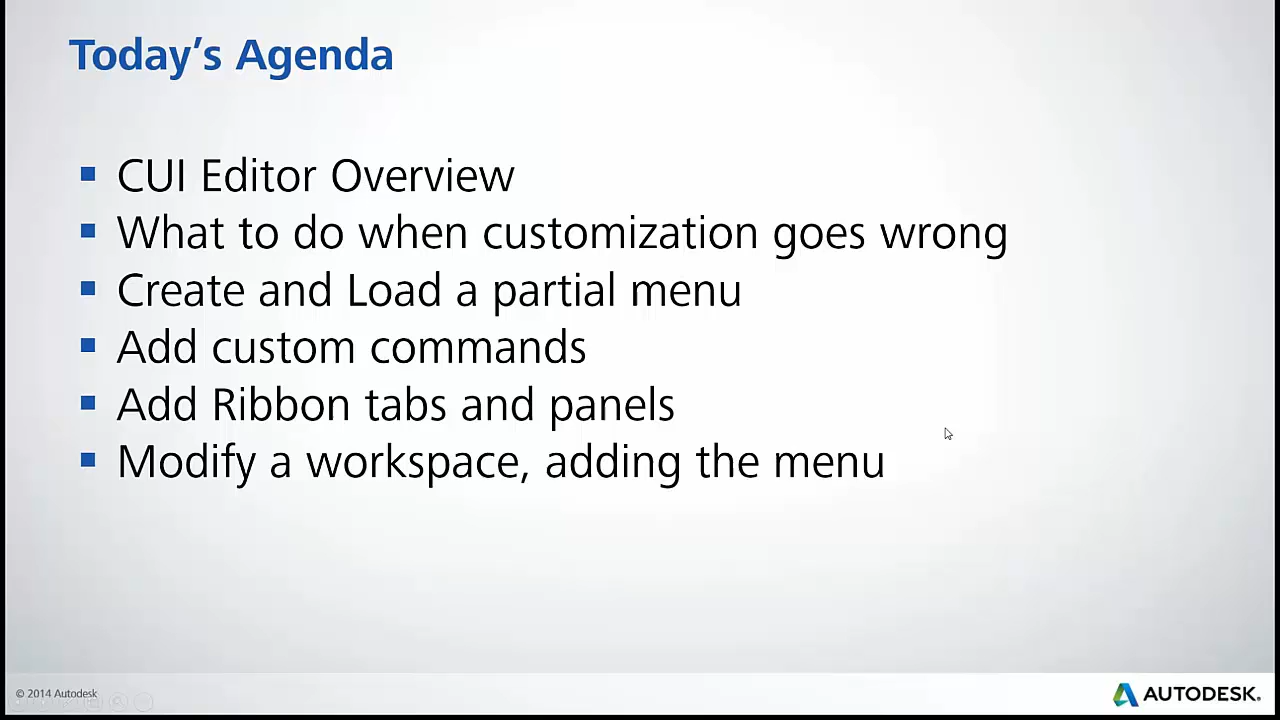 Today’s Agenda
CUI Editor Overview
What to do when customization goes wrong
Create and Load a partial menu
Add custom commands
Add Ribbon tabs and panels
Modify a workspace, adding the menu
© 2014 Autodesk
AUTODESK.